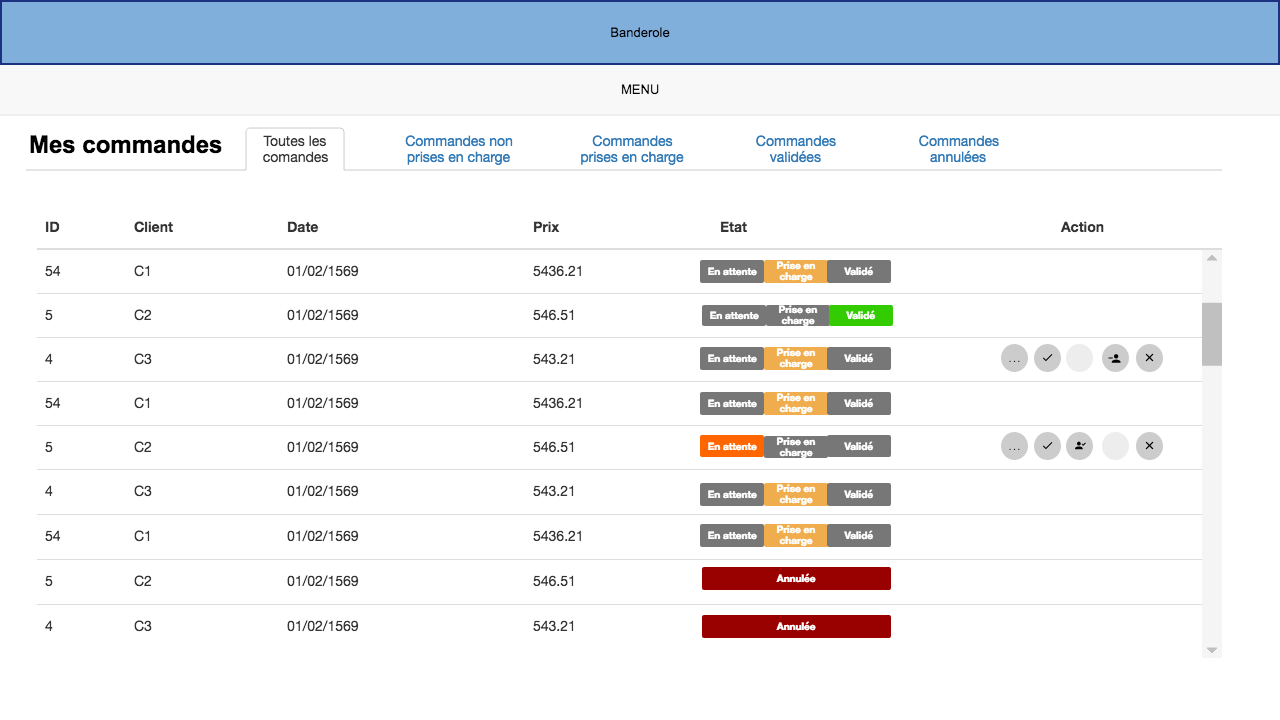 Banderole
MENU
Mes commandes
Toutes les
comandes
Commandes non
prises en charge
Commandes
prises en charge
Commandes
validées
Commandes
annulées
ID Client Date Prix Etat Action
54 C1 01/02/1569 5436.21 En attente Prise en charge Validé
5 C2 01/02/1569 546.51 En attente Prise en charge Validé
4 C3 01/02/1569 543.21 En attente Prise en charge Validé ...
54 C1 01/02/1569 5436.21 En attente Prise en charge Validé
5 C2 01/02/1569 546.51 En attente Prise en charge Validé ...
4 C3 01/02/1569 543.21 En attente Prise en charge Validé
54 C1 01/02/1569 5436.21 En attente Prise en charge Validé
5 C2 01/02/1569 546.51 Annulée
4 C3 01/02/1569 543.21 Annulée